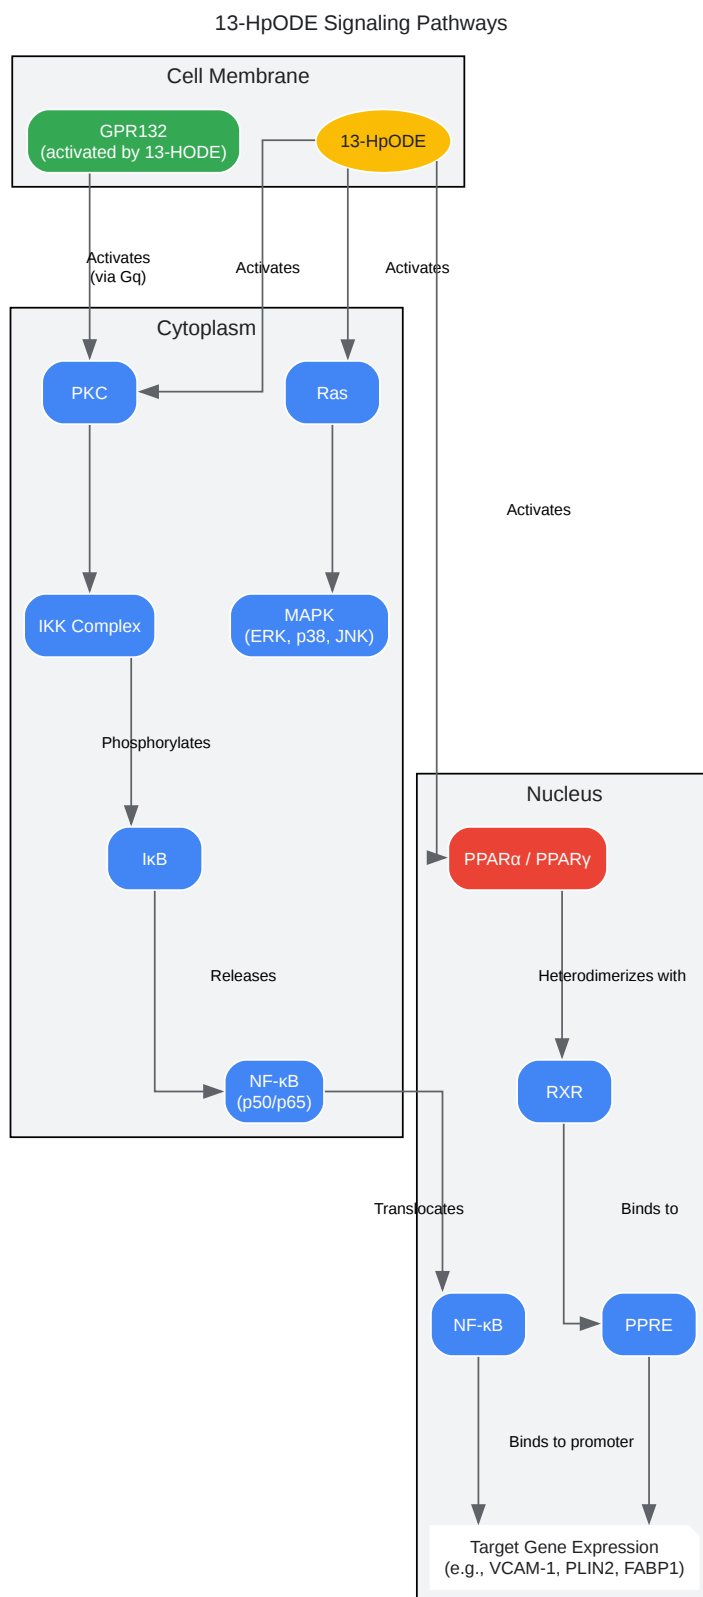 13-HpODE Signaling Pathways
Cell Membrane
GPR132
(activated by 13-HODE)
13-HpODE
Activates
(via Gq)
Activates
Activates
Cytoplasm
PKC
Ras
Activates
IKK Complex
MAPK
(ERK, p38, JNK)
Phosphorylates
Nucleus
IκB
PPARα / PPARγ
Releases
Heterodimerizes with
NF-κB
(p50/p65)
RXR
Translocates
Binds to
NF-κB
PPRE
Binds to promoter
Target Gene Expression
(e.g., VCAM-1, PLIN2, FABP1)